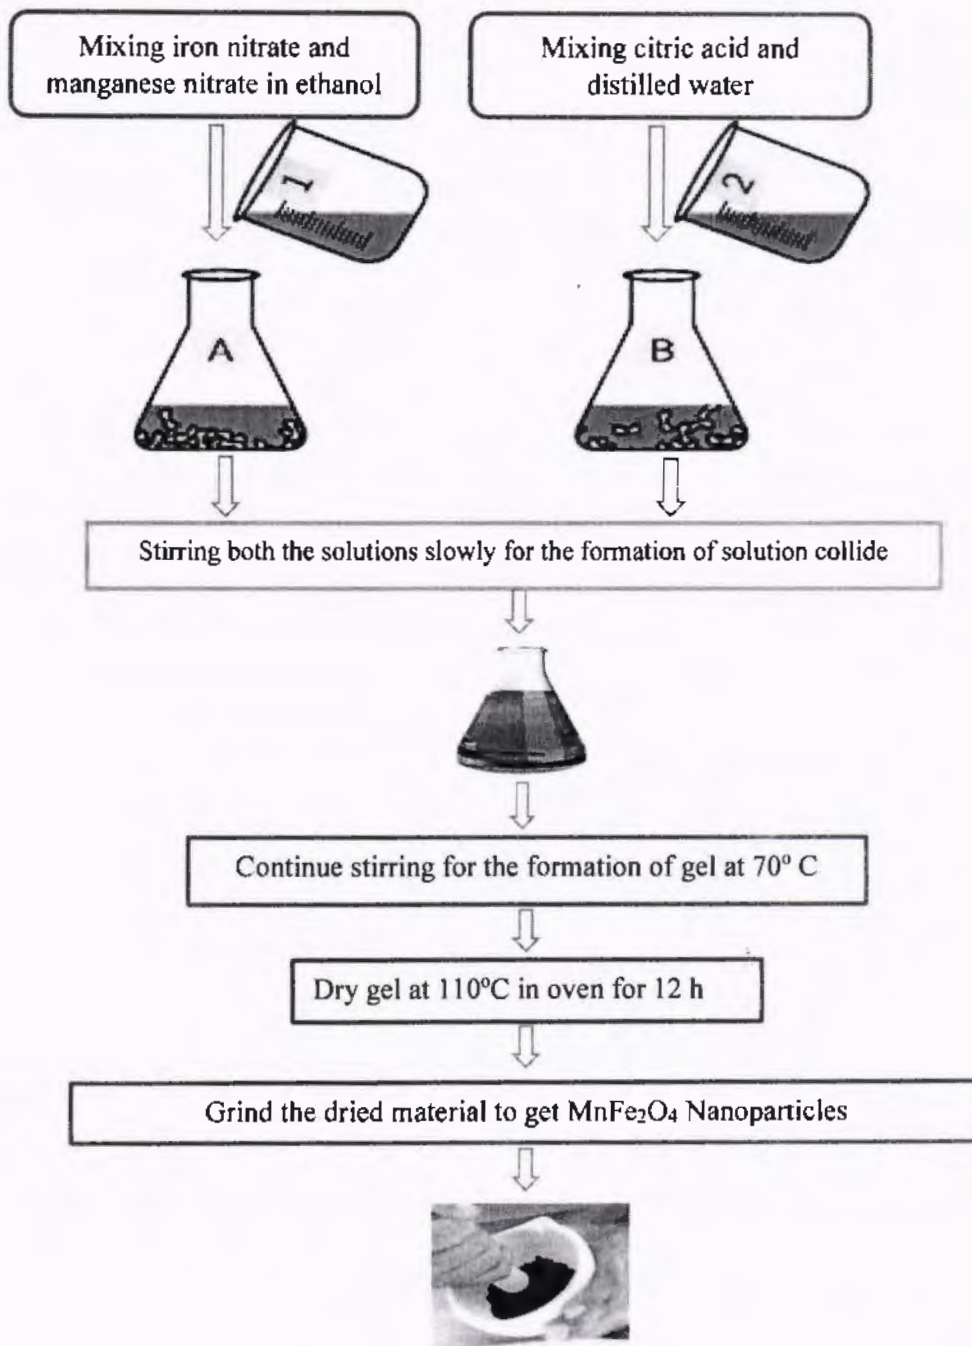 Mixing iron nitrate and
manganese nitrate in ethanol
Mixing citric acid and
distilled water
1
2
A
B
Stirring both the solutions slowly for the formation of solution collide
Continue stirring for the formation of gel at 70° C
Dry gel at 110°C in oven for 12 h
Grind the dried material to get MnFe₂O₄ Nanoparticles